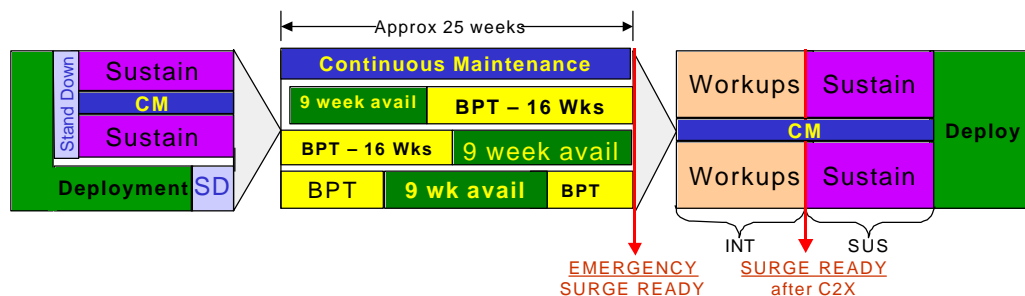 Approx 25 weeks
Stand Down
Sustain
CM
Sustain
Deployment
SD
Continuous Maintenance
9 week avail
BPT – 16 Wks
BPT – 16 Wks
9 week avail
BPT
9 wk avail
BPT
Workups
Sustain
CM
Workups
Sustain
Deploy
INT
SUS
EMERGENCY
SURGE READY
SURGE READY
after C2X